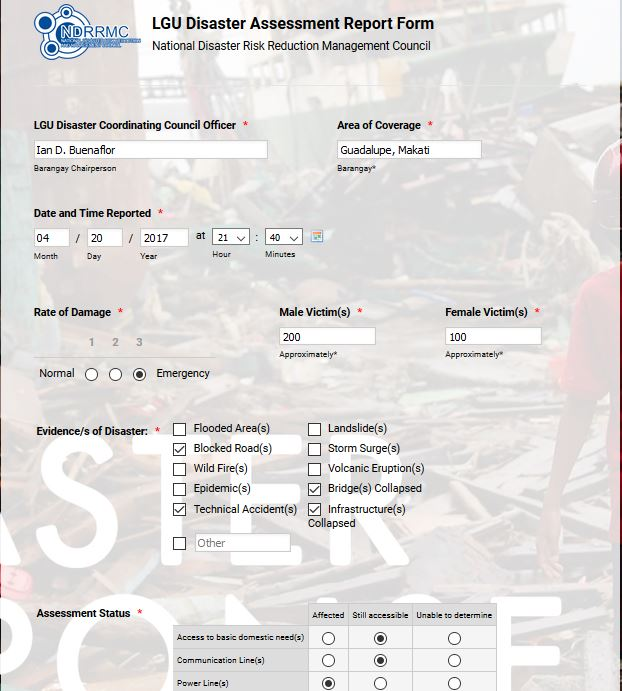 LGU Disaster Assessment Report Form
NDRRMC
National Disaster Risk Reduction Management Council
LGU Disaster Coordinating Council Officer *
Area of Coverage *
Ian D. Buenaflor
Guadalupe, Makati
Barangay Chairperson
Barangay*
Date and Time Reported *
04 / 20 / 2017 at 21 : 40
Month Day Year Hour Minutes
Rate of Damage *
Male Victim(s) *
Female Victim(s) *
1 2 3
200
100
Approximately*
Approximately*
Normal Emergency
Evidence/s of Disaster: *
Flooded Area(s) Landslide(s)
Blocked Road(s) Storm Surge(s)
Wild Fire(s) Volcanic Eruption(s)
Epidemic(s) Bridge(s) Collapsed
Technical Accident(s) Infrastructure(s)
Collapsed
Other
ASTER
Assessment Status *
Affected Still accessible Unable to determine
Access to basic domestic need(s)
Communication Line(s)
Power Line(s)